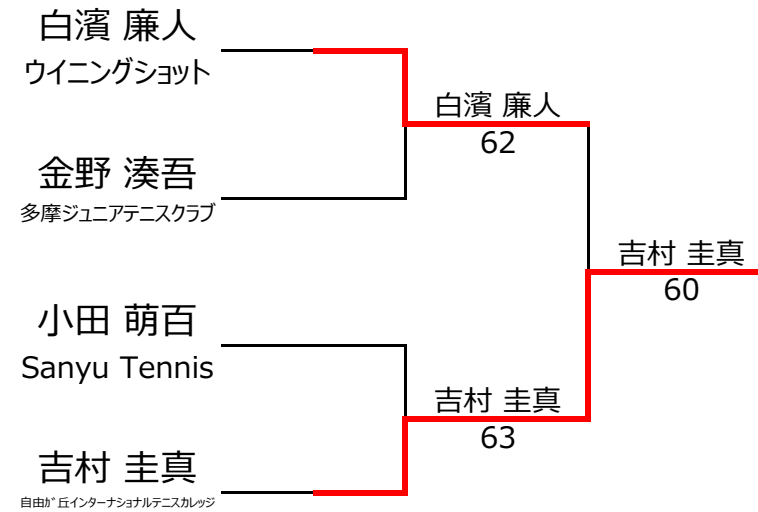 白濱 廉人
ウイニングショット
白濱 廉人
62
金野 湊吾
多摩ジュニアテニスクラブ
吉村 圭真
60
小田 萌百
Sanyu Tennis
吉村 圭真
63
吉村 圭真
自由ガ丘インターナショナルテニスカレッジ